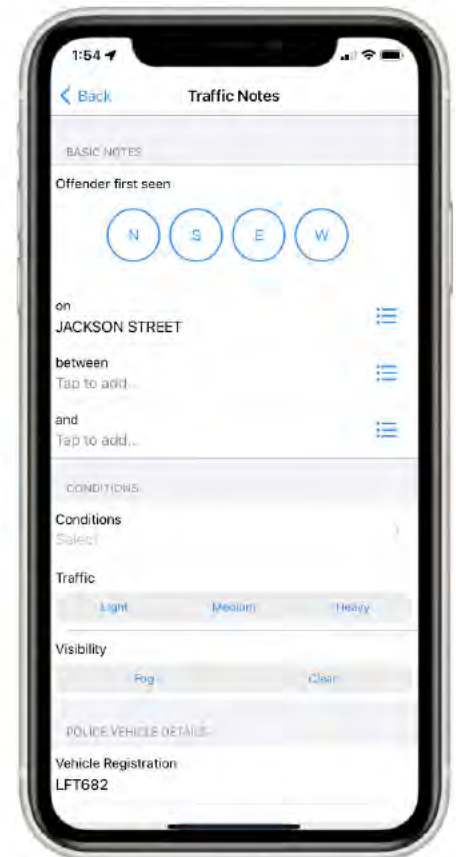 1:54
Back Traffic Notes
BASIC NOTES
Offender first seen
N S E W
on
JACKSON STREET
between
Tap to add...
and
Tap to add...
CONDITIONS
Conditions
Select
Traffic
Light Medium Heavy
Visibility
Fog Clear
POLICE VEHICLE DETAILS
Vehicle Registration
LFT682